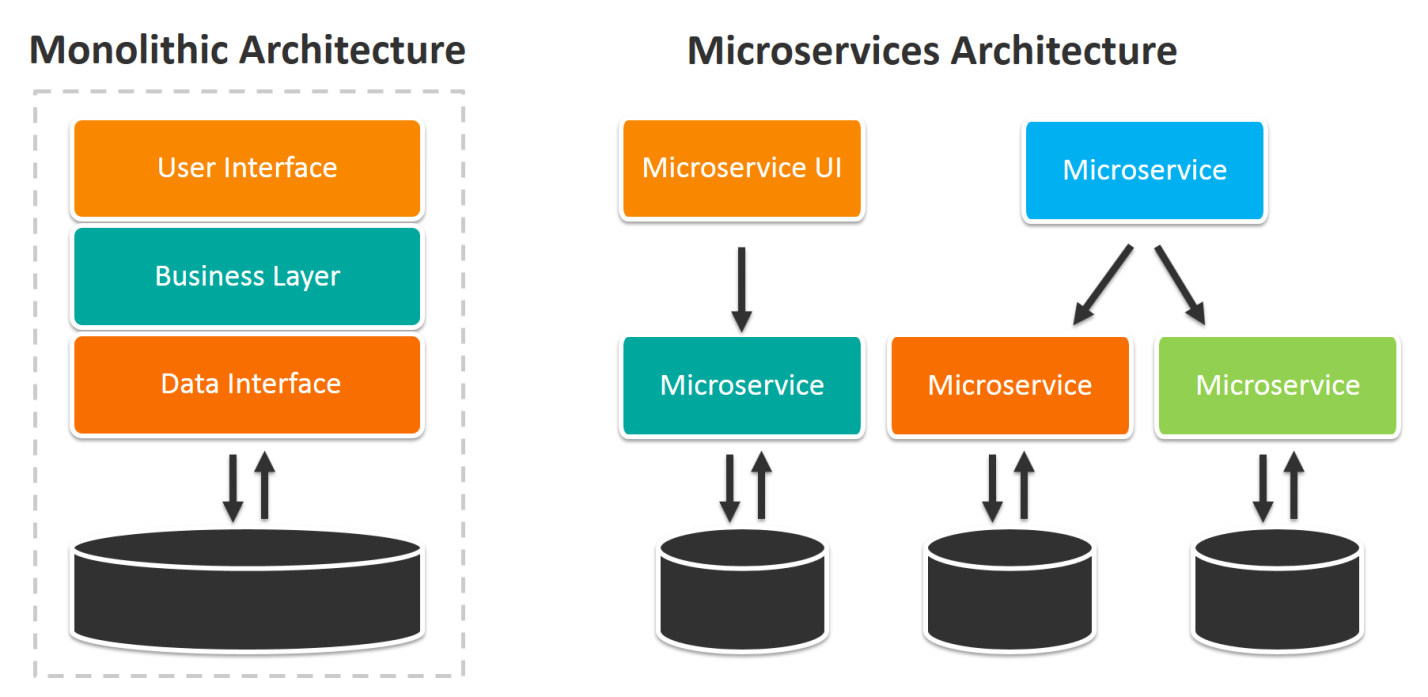 Monolithic Architecture
User Interface
Business Layer
Data Interface
Microservices Architecture
Microservice UI
Microservice
Microservice
Microservice
Microservice